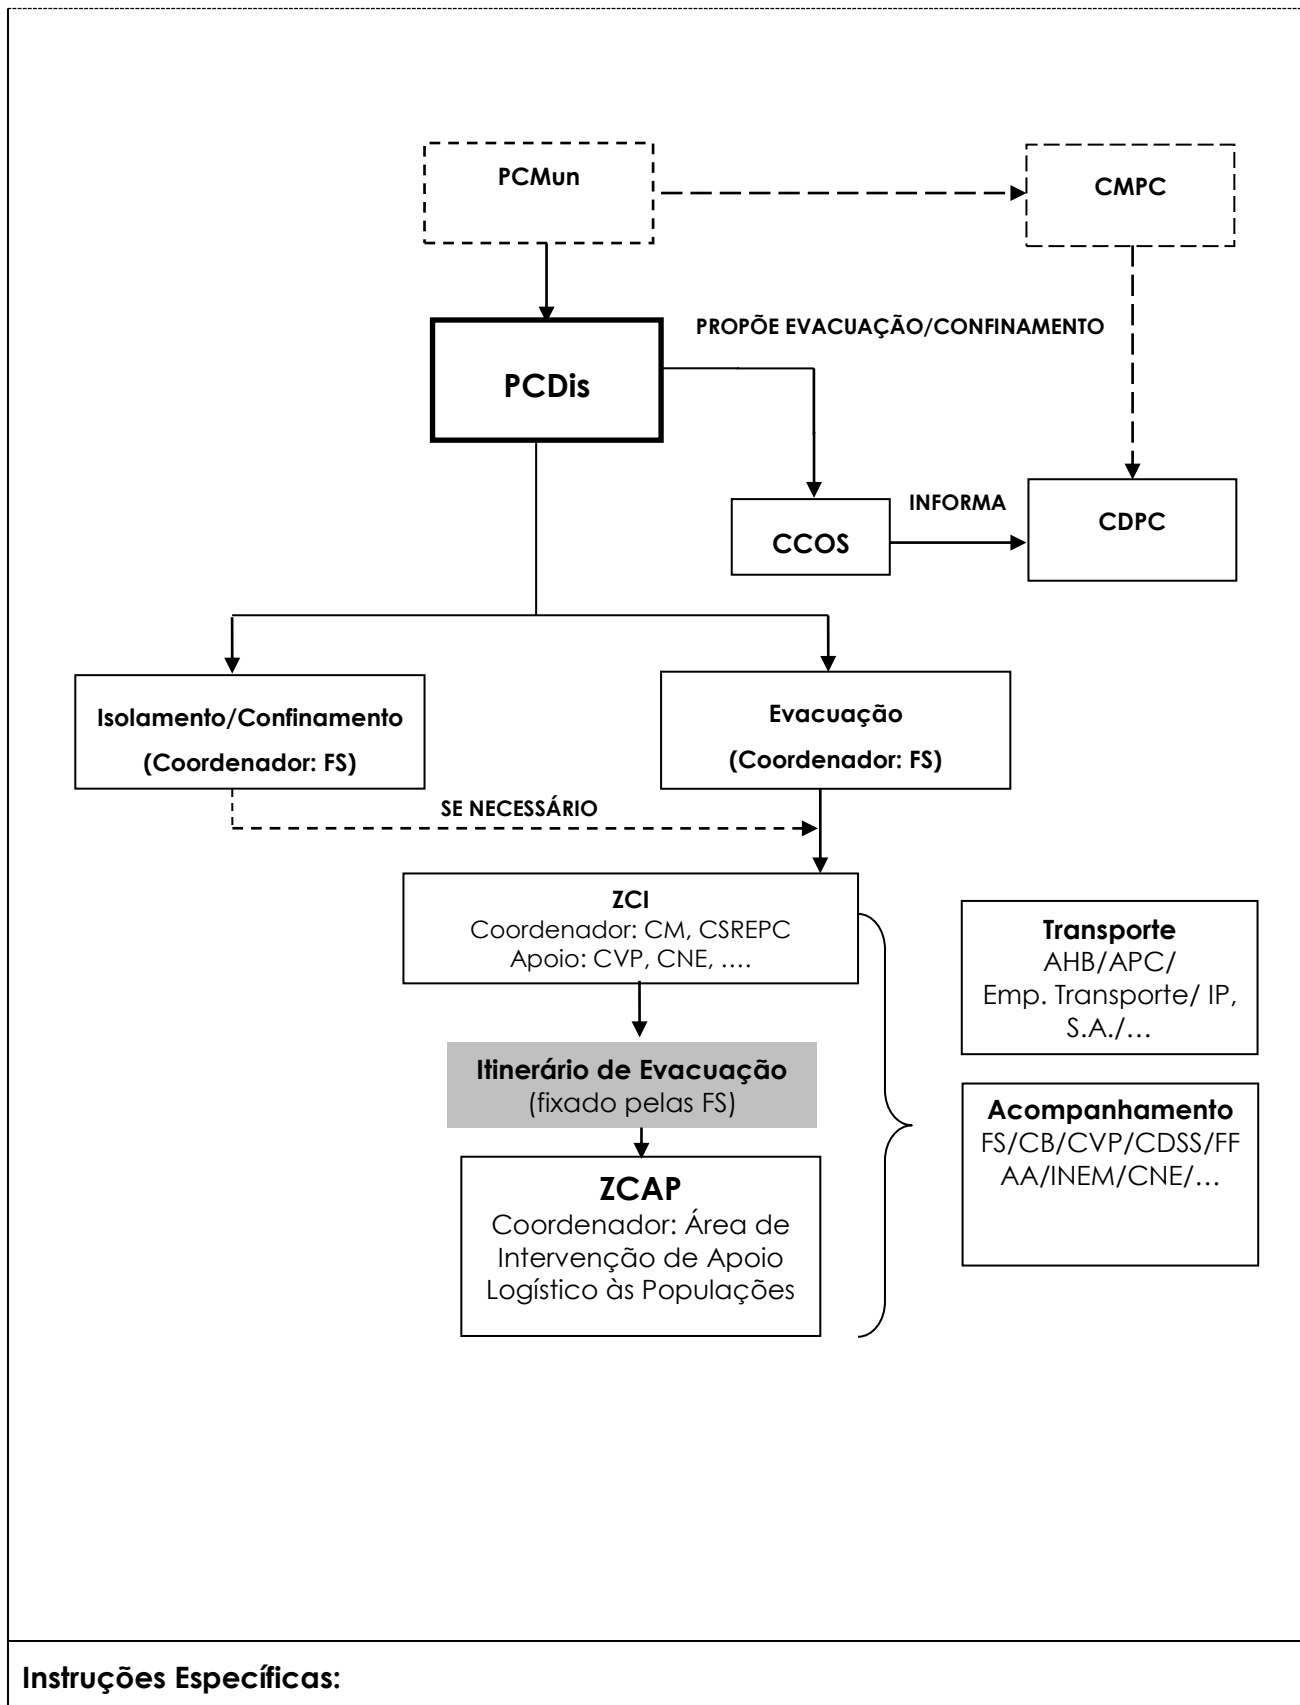 PCMun
CMPC
PROPÕE EVACUAÇÃO/CONFINAMENTO
PCDis
INFORMA
CCOS
CDPC
Isolamento/Confinamento
(Coordenador: FS)
Evacuação
(Coordenador: FS)
SE NECESSÁRIO
ZCI
Coordenador: CM, CSREPC
Apoio: CVP, CNE, ....
Transporte
AHB/APC/
Emp. Transporte/ IP,
S.A./...
Itinerário de Evacuação
(fixado pelas FS)
Acompanhamento
FS/CB/CVP/CDSS/FF
AA/INEM/CNE/...
ZCAP
Coordenador: Área de
Intervenção de Apoio
Logístico às Populações
Instruções Específicas: